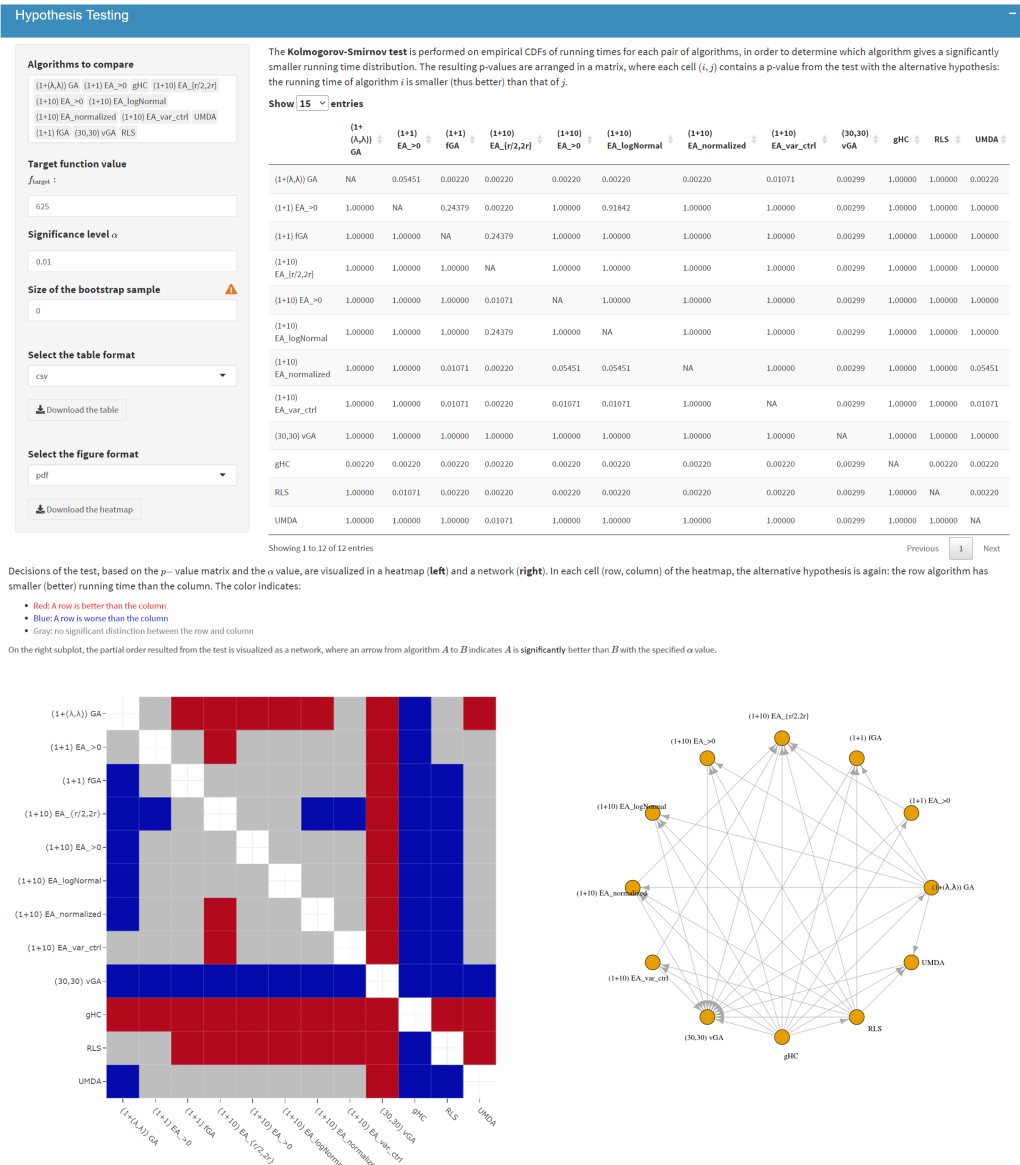 Hypothesis Testing
Algorithms to compare
(1+(λ,λ)) GA (1+1) EA_>0 gHC (1+10) EA_{r/2,2r}
(1+10) EA_>0 (1+10) EA_logNormal
(1+10) EA_normalized (1+10) EA_var_ctrl UMDA
(1+1) fGA (30,30) vGA RLS
Target function value
f_target :
625
Significance level α
0.01
Size of the bootstrap sample
0
Select the table format
csv
Download the table
Select the figure format
pdf
Download the heatmap
The Kolmogorov-Smirnov test is performed on empirical CDFs of running times for each pair of algorithms, in order to determine which algorithm gives a significantly
smaller running time distribution. The resulting p-values are arranged in a matrix, where each cell (i, j) contains a p-value from the test with the alternative hypothesis:
the running time of algorithm i is smaller (thus better) than that of j.
Show 15 entries
(1+(λ,λ)) GA (1+1) EA_>0 (1+1) fGA (1+10) EA_{r/2,2r} (1+10) EA_>0 (1+10) EA_logNormal (1+10) EA_normalized (1+10) EA_var_ctrl (30,30) vGA gHC RLS UMDA
(1+(λ,λ)) GA NA 0.05451 0.00220 0.00220 0.00220 0.00220 0.00220 0.01071 0.00299 1.00000 1.00000 0.00220
(1+1) EA_>0 1.00000 NA 0.24379 0.00220 1.00000 0.91842 1.00000 1.00000 0.00299 1.00000 1.00000 1.00000
(1+1) fGA 1.00000 1.00000 NA 0.24379 1.00000 1.00000 1.00000 1.00000 0.00299 1.00000 1.00000 1.00000
(1+10) EA_{r/2,2r} 1.00000 1.00000 1.00000 NA 1.00000 1.00000 1.00000 1.00000 0.00299 1.00000 1.00000 1.00000
(1+10) EA_>0 1.00000 1.00000 1.00000 0.01071 NA 1.00000 1.00000 1.00000 0.00299 1.00000 1.00000 1.00000
(1+10) EA_logNormal 1.00000 1.00000 1.00000 0.24379 1.00000 NA 1.00000 1.00000 0.00299 1.00000 1.00000 1.00000
(1+10) EA_normalized 1.00000 1.00000 0.01071 0.00220 0.05451 0.05451 NA 1.00000 0.00299 1.00000 1.00000 0.05451
(1+10) EA_var_ctrl 1.00000 1.00000 0.01071 0.00220 0.01071 0.01071 1.00000 NA 0.00299 1.00000 1.00000 0.01071
(30,30) vGA 1.00000 1.00000 1.00000 1.00000 1.00000 1.00000 1.00000 1.00000 NA 1.00000 1.00000 1.00000
gHC 0.00220 0.00220 0.00220 0.00220 0.00220 0.00220 0.00220 0.00220 0.00299 NA 0.00220 0.00220
RLS 1.00000 0.01071 0.00220 0.00220 0.00220 0.00220 0.00220 0.00220 0.00299 1.00000 NA 0.00220
UMDA 1.00000 1.00000 1.00000 0.01071 1.00000 1.00000 1.00000 1.00000 0.00299 1.00000 1.00000 NA
Showing 1 to 12 of 12 entries
Previous 1 Next
Decisions of the test, based on the p− value matrix and the α value, are visualized in a heatmap (left) and a network (right). In each cell (row, column) of the heatmap, the alternative hypothesis is again: the row algorithm has
smaller (better) running time than the column. The color indicates:
Red: A row is better than the column
Blue: A row is worse than the column
Gray: no significant distinction between the row and column
On the right subplot, the partial order resulted from the test is visualized as a network, where an arrow from algorithm A to B indicates A is significantly better than B with the specified α value.
(1+(λ,λ)) GA
(1+1) EA_>0
(1+1) fGA
(1+10) EA_{r/2,2r}
(1+10) EA_>0
(1+10) EA_logNormal
(1+10) EA_normalized
(1+10) EA_var_ctrl
(30,30) vGA
gHC
RLS
UMDA
(1+(λ,λ)) GA
(1+1) EA_>0
(1+1) fGA
(1+10) EA_{r/2,2r}
(1+10) EA_>0
(1+10) EA_logNorma
(1+10) EA_normalize
(1+10) EA_var_ctrl
(30,30) vGA
gHC
RLS
UMDA
(1+10) EA_{r/2,2r}
(1+10) EA_>0
(1+1) fGA
(1+10) EA_logNormal
(1+1) EA_>0
(1+10) EA_normalized
(1+(λ,λ)) GA
(1+10) EA_var_ctrl
UMDA
(30,30) vGA
RLS
gHC